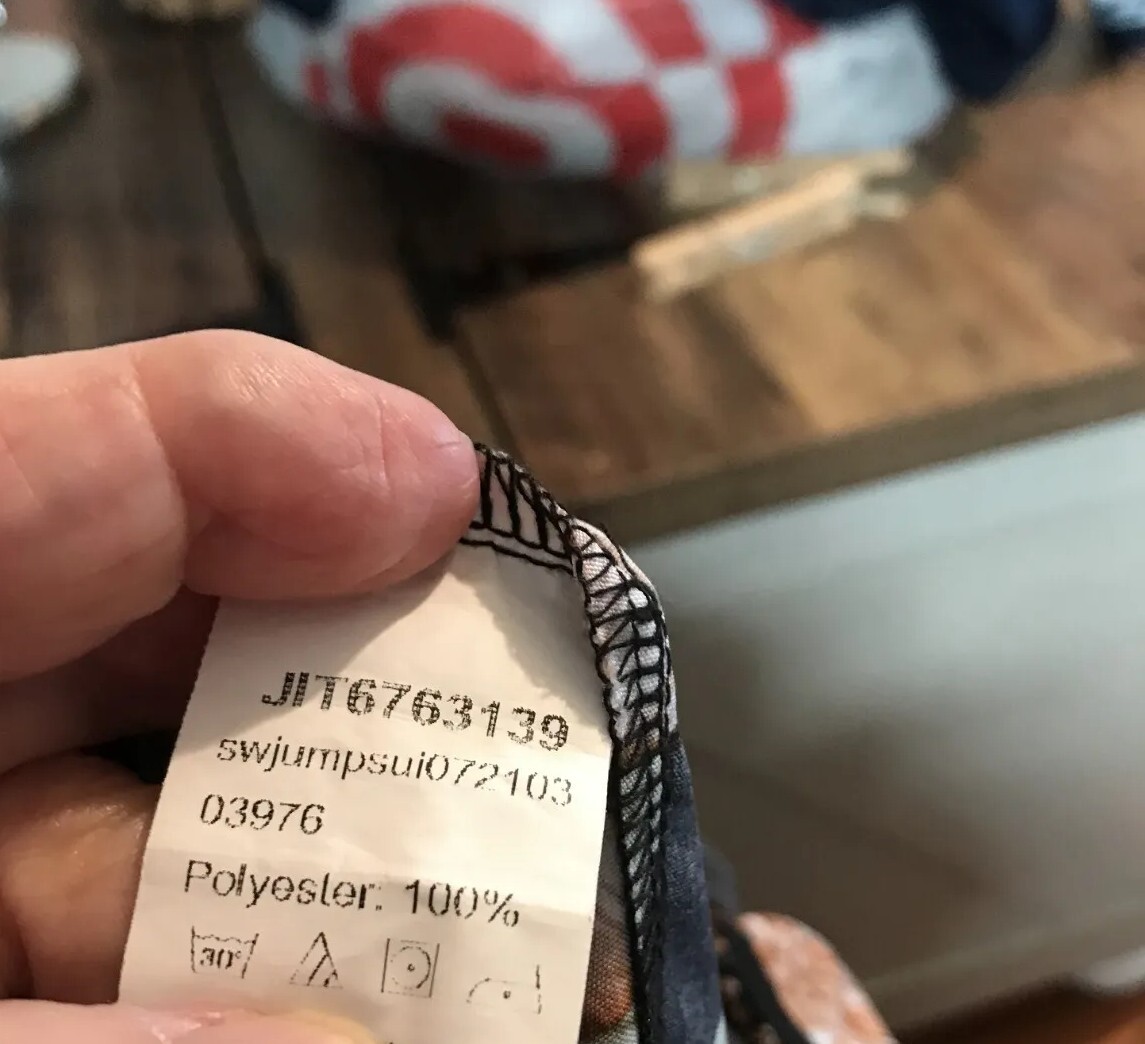 JIT6763139
swjumpsui072103
03976
Polyester: 100%
30°